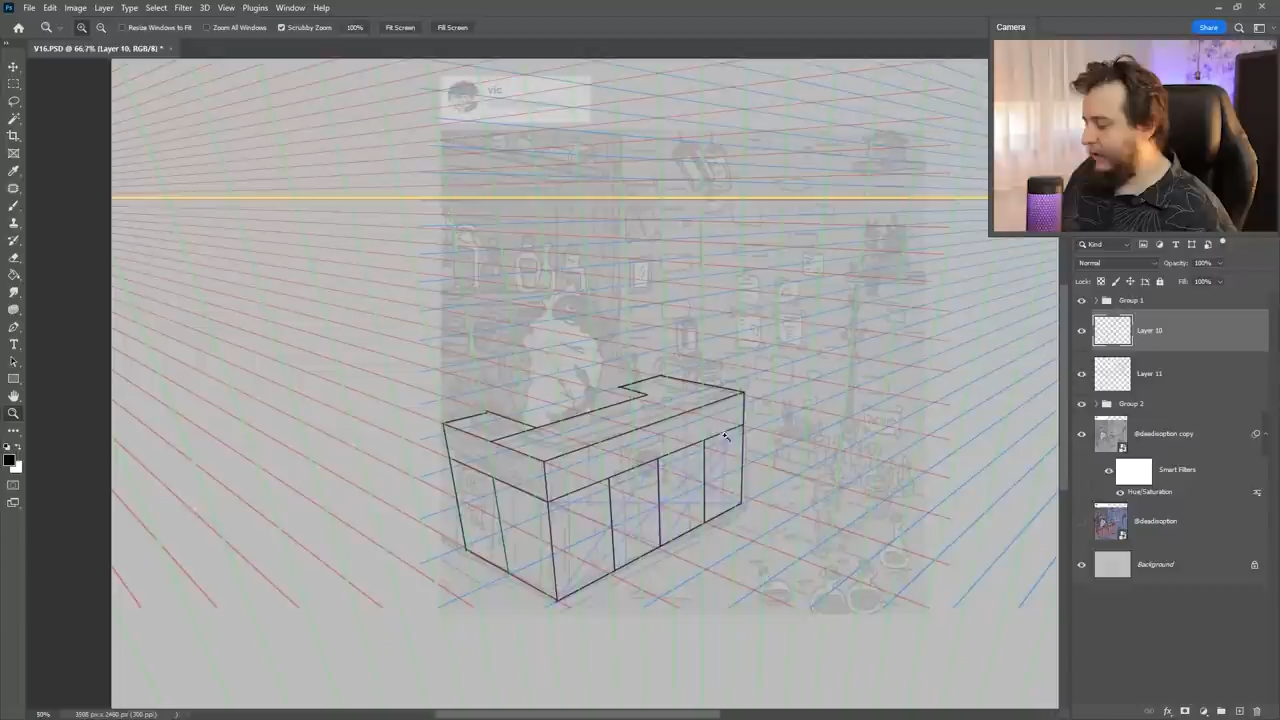 File Edit Image Layer Type Select Filter 3D View Plugins Window Help
Resize Windows to Fit Zoom All Windows Scrubby Zoom 100% Fit Screen Fill Screen
Camera
Share
V16.PSD @ 66,7% (Layer 10, RGB/8) *
vic
Kind
Normal Opacity: 100%
Lock: Fill: 100%
Group 1
Layer 10
Layer 11
Group 2
@deadisoption copy
Smart Filters
Hue/Saturation
@deadisoption
Background
50%